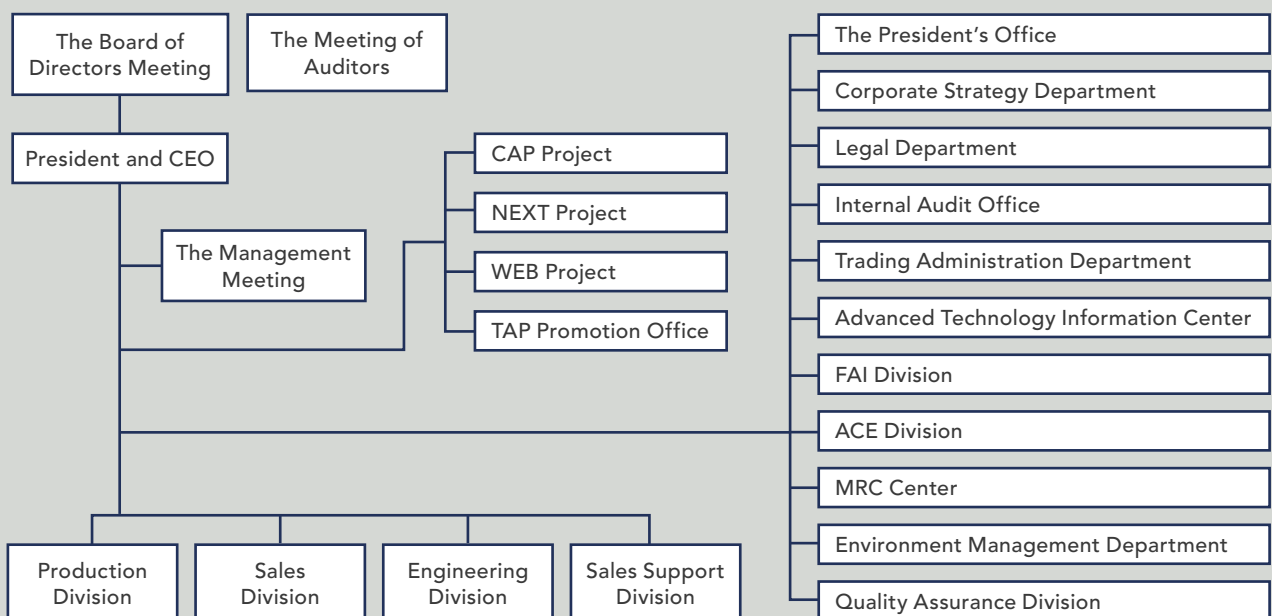 The Board of
Directors Meeting
The Meeting of
Auditors
President and CEO
The Management
Meeting
CAP Project
NEXT Project
WEB Project
TAP Promotion Office
The President’s Office
Corporate Strategy Department
Legal Department
Internal Audit Office
Trading Administration Department
Advanced Technology Information Center
FAI Division
ACE Division
MRC Center
Environment Management Department
Quality Assurance Division
Production
Division
Sales
Division
Engineering
Division
Sales Support
Division